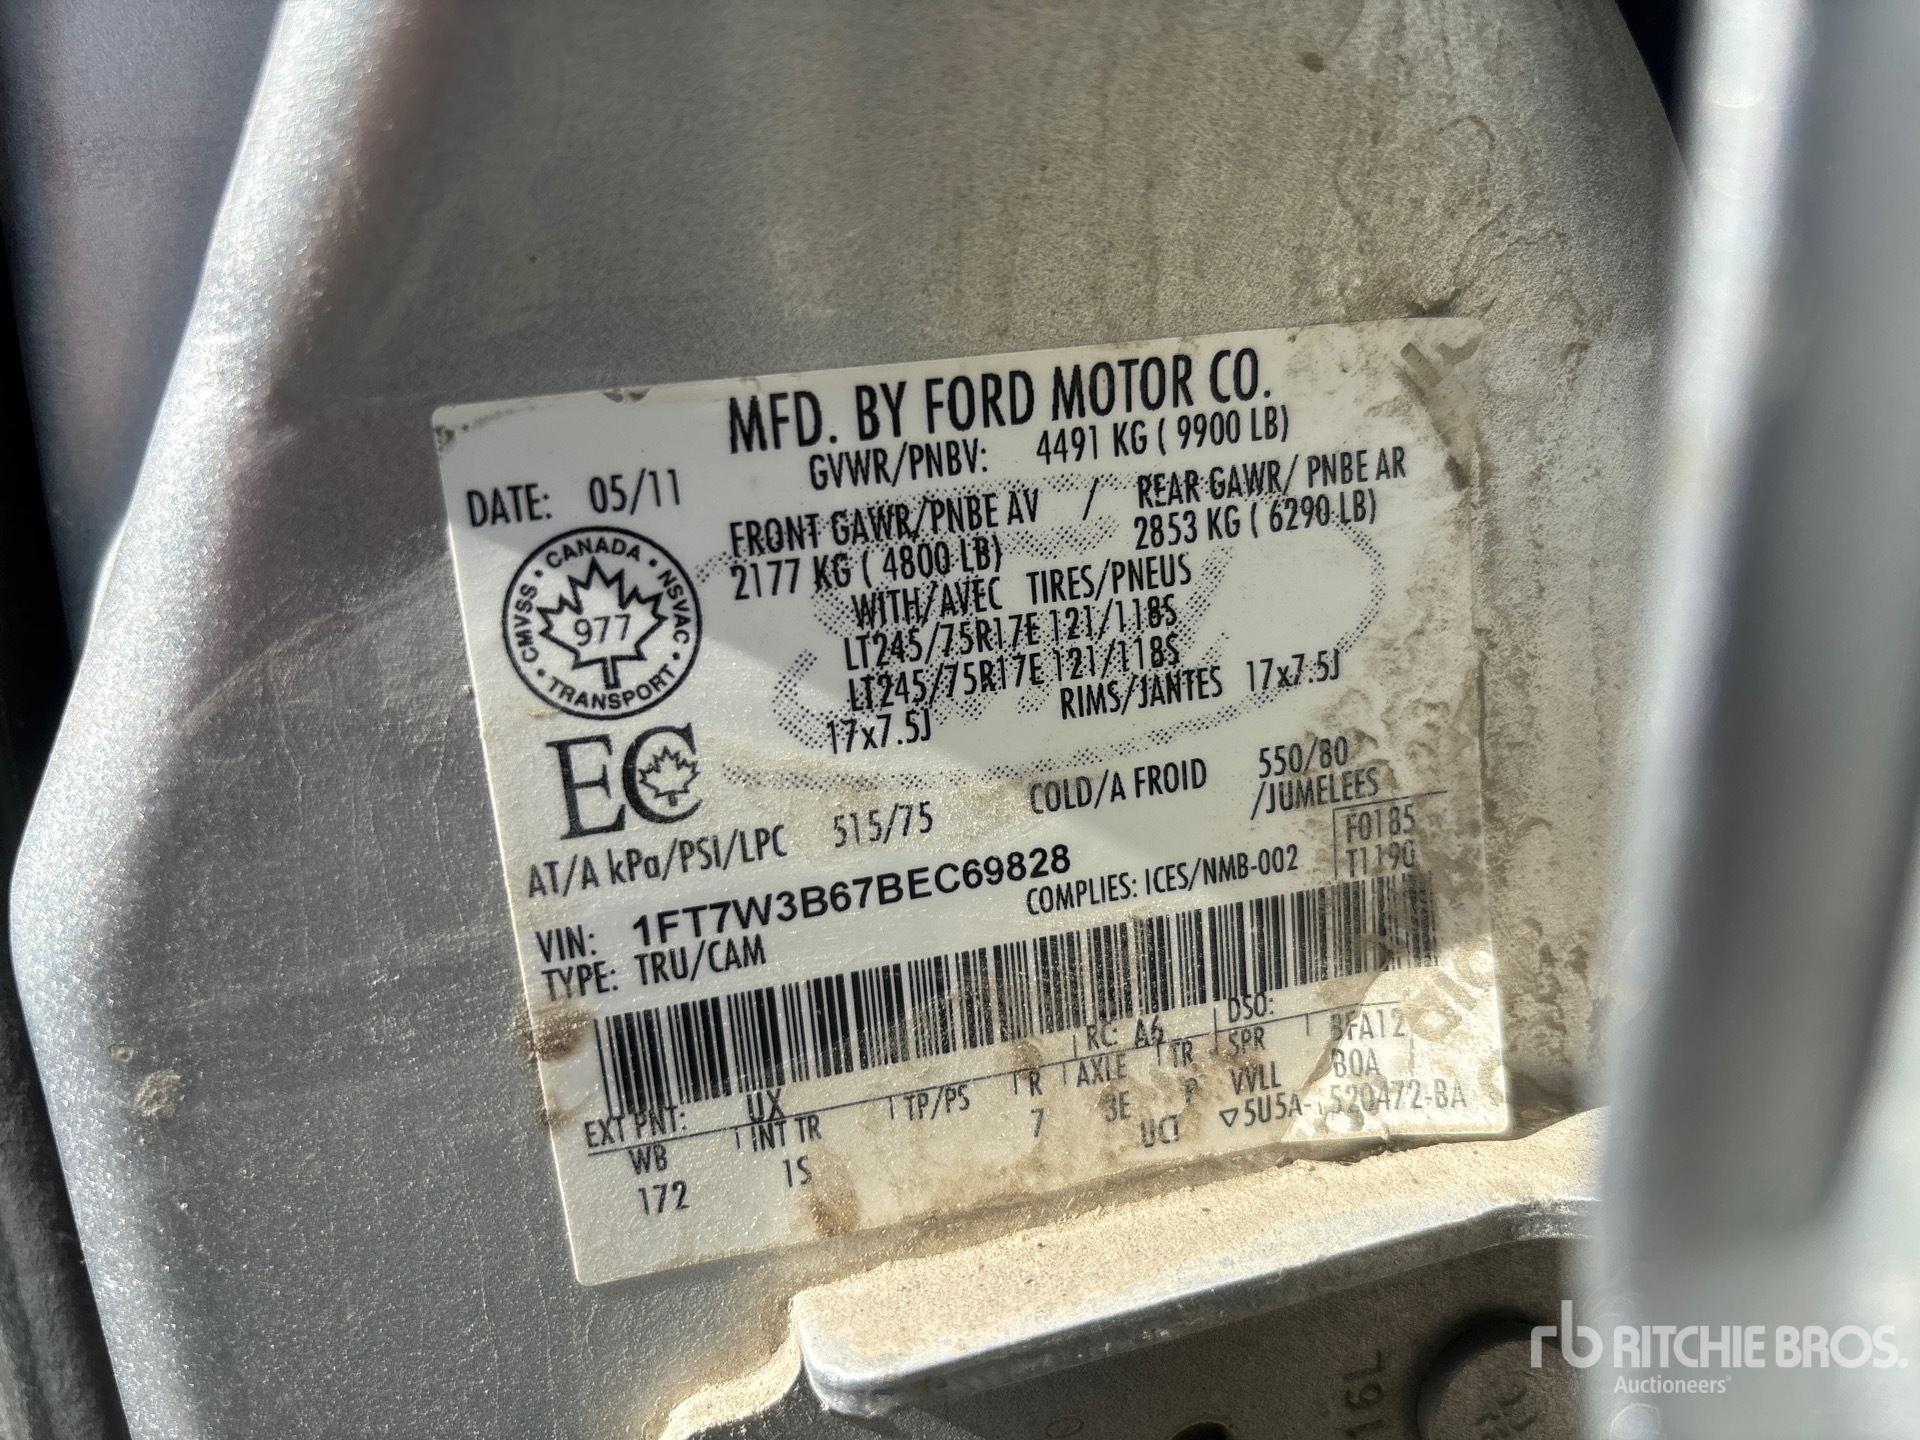 MFD. BY FORD MOTOR CO.
DATE: 05/11
GVWR/PNBV: 4491 KG ( 9900 LB)
FRONT GAWR/PNBE AV / REAR GAWR/ PNBE AR
2177 KG ( 4800 LB) 2853 KG ( 6290 LB)
WITH/AVEC TIRES/PNEUS
LT245/75R17E 121/118S
LT245/75R17E 121/118S
17x7.5J RIMS/JANTES 17x7.5J
CANADA · NSVAC · TRANSPORT · CMVSS
977
EC
AT/A kPa/PSI/LPC 515/75 COLD/A FROID 550/80
/JUMELEES
VIN: 1FT7W3B67BEC69828
COMPLIES: ICES/NMB-002
F0185
T1190
TYPE: TRU/CAM
EXT PNT: UX RC: A6 DSO:
WB INT TR TP/PS R AXLE TR SPR BFA12
172 1S 7 3E P VVLL B0A
UCI ▽5U5A- 520472-BA
16L
rb RITCHIE BROS.
Auctioneers